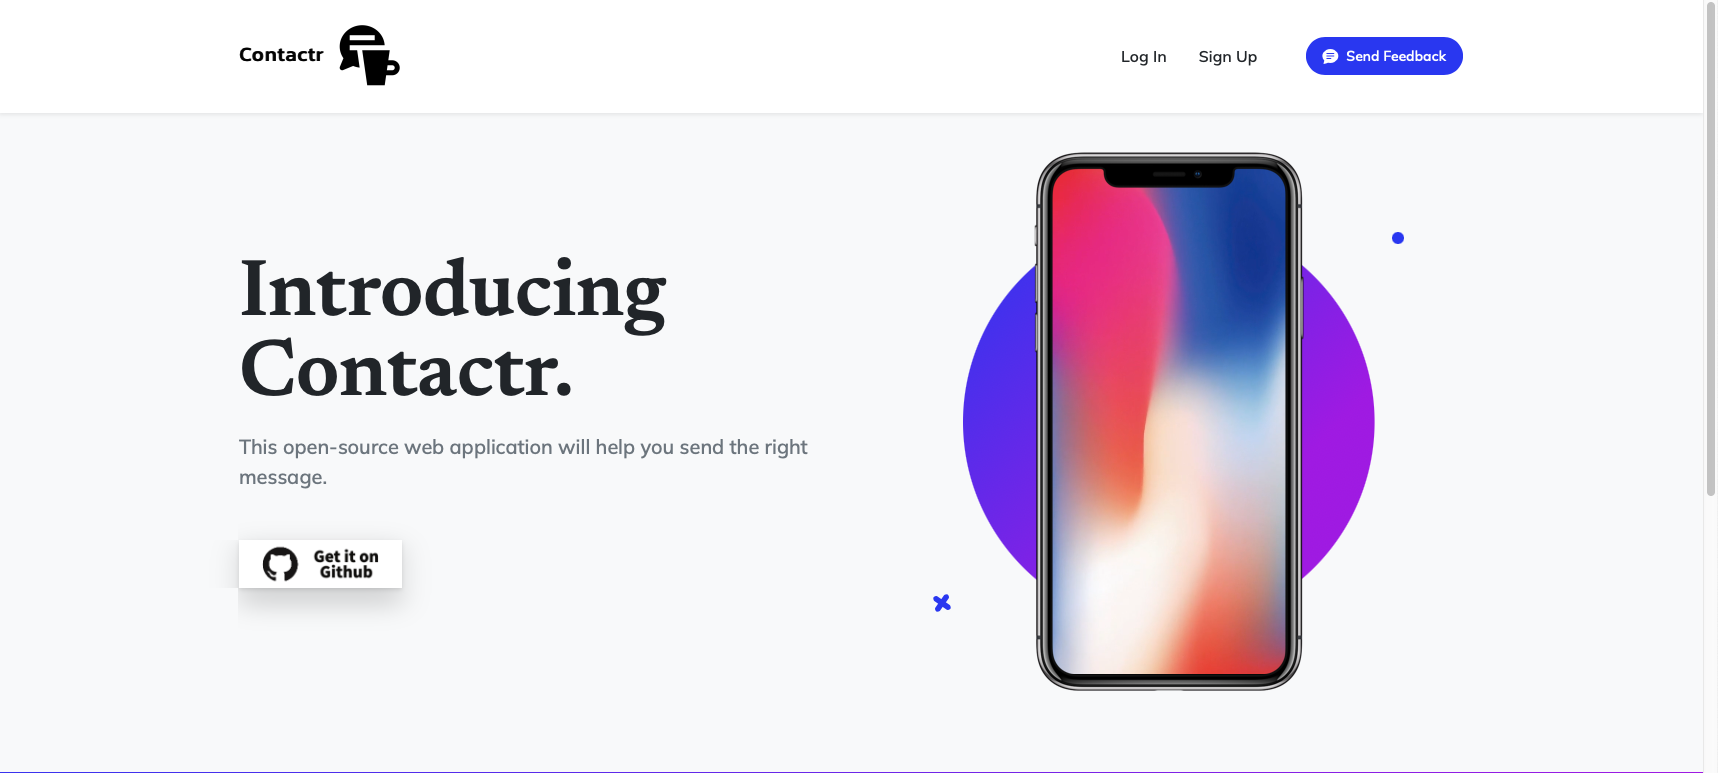 Contactr
Log In
Sign Up
Send Feedback
Introducing
Contactr.
This open-source web application will help you send the right
message.
Get it on
Github